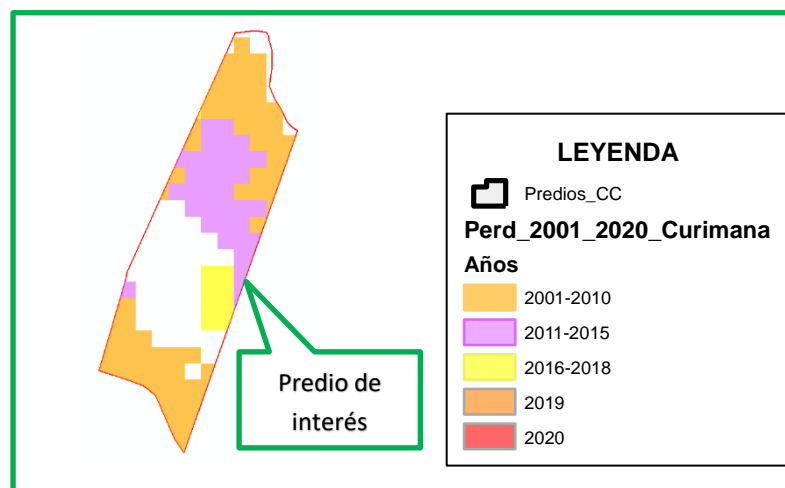 LEYENDA
Predios_CC
Perd_2001_2020_Curimana
Años
2001-2010
2011-2015
2016-2018
2019
2020
Predio de
interés